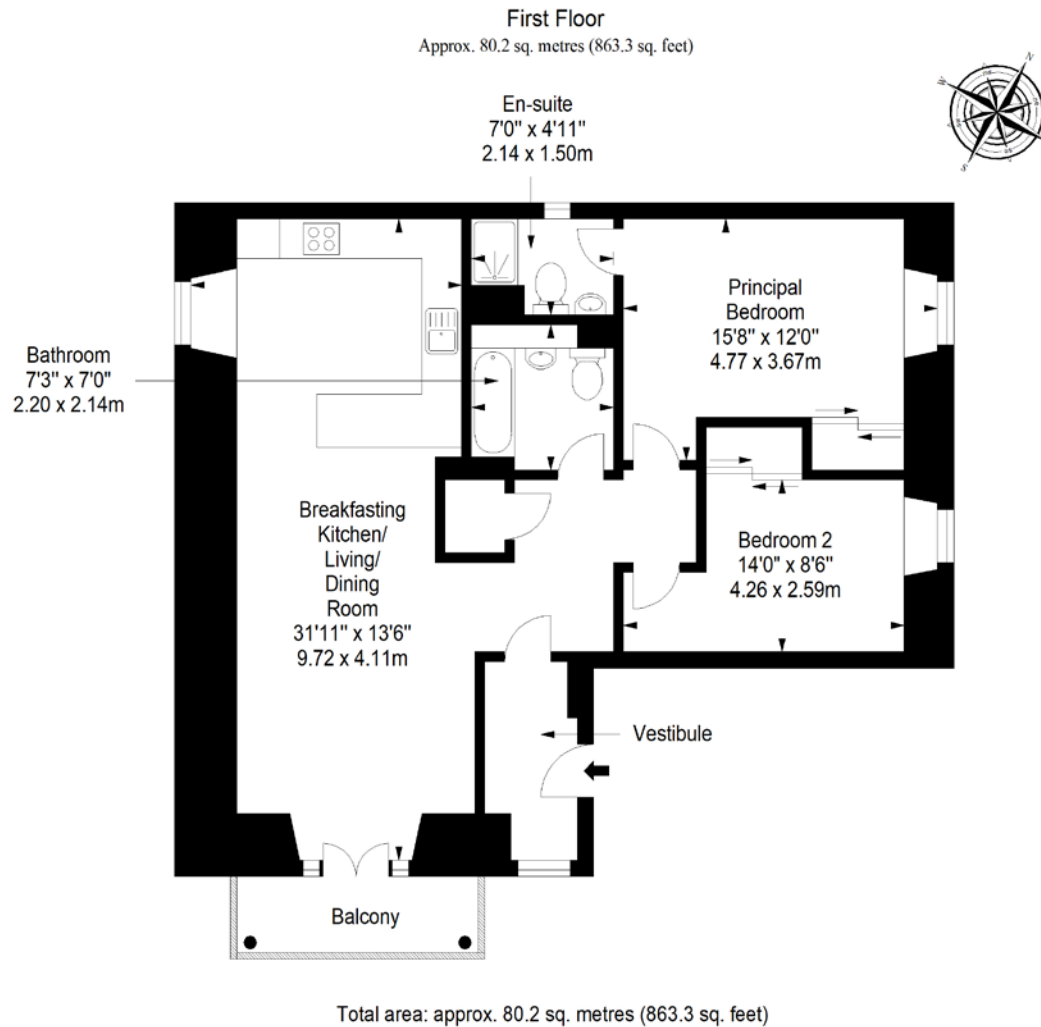 First Floor
Approx. 80.2 sq. metres (863.3 sq. feet)
N
W
S
En-suite
7'0" x 4'11"
2.14 x 1.50m
Principal
Bedroom
15'8" x 12'0"
4.77 x 3.67m
Bathroom
7'3" x 7'0"
2.20 x 2.14m
Breakfasting
Kitchen/
Living/
Dining
Room
31'11" x 13'6"
9.72 x 4.11m
Bedroom 2
14'0" x 8'6"
4.26 x 2.59m
Vestibule
Balcony
Total area: approx. 80.2 sq. metres (863.3 sq. feet)